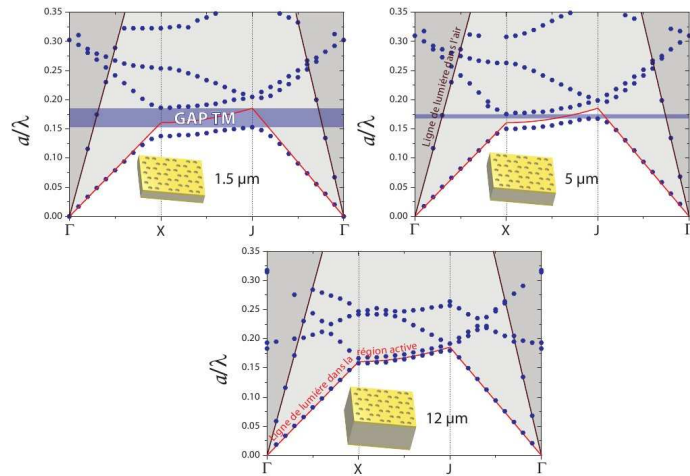 0.35
0.30
0.25
0.20
0.15
0.10
0.05
0.00
a/λ
GAP TM
1.5 µm
Γ
X
J
Γ
0.35
0.30
0.25
0.20
0.15
0.10
0.05
0.00
a/λ
Ligne de lumière dans l'air
5 µm
Γ
X
J
Γ
0.35
0.30
0.25
0.20
0.15
0.10
0.05
0.00
a/λ
Ligne de lumière dans la région active
12 µm
Γ
X
J
Γ